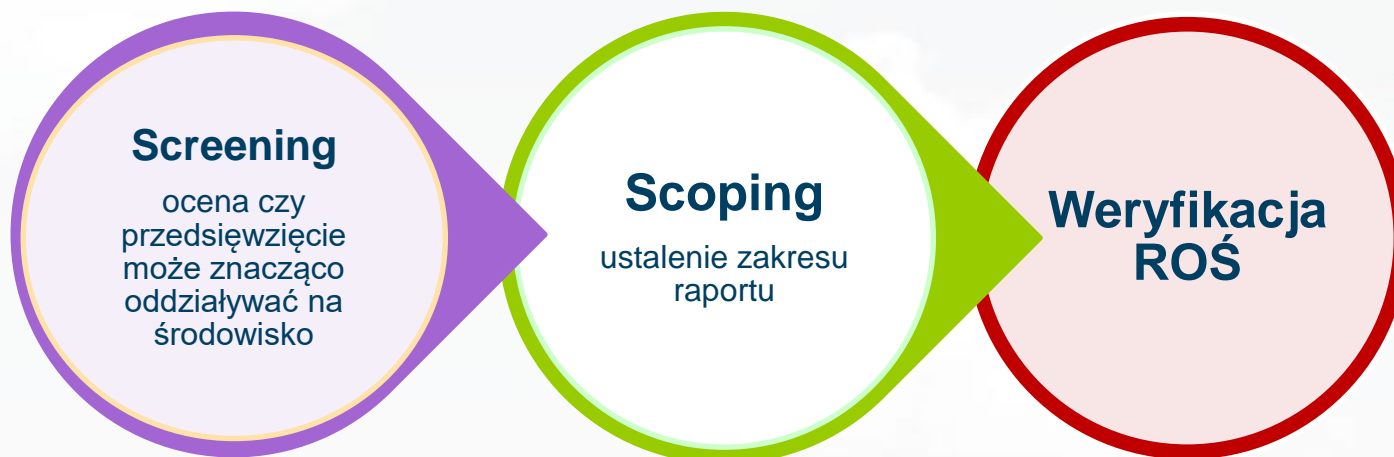 Screening
ocena czy
przedsięwzięcie
może znacząco
oddziaływać na
środowisko
Scoping
ustalenie zakresu
raportu
Weryfikacja
ROŚ